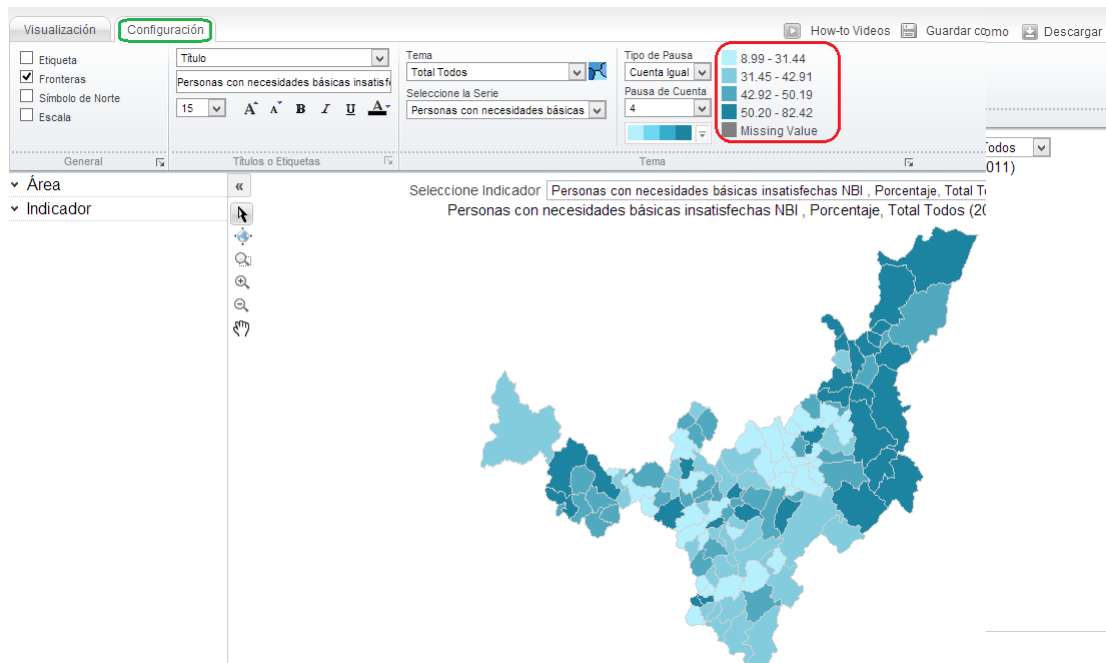 Visualización
Configuración
How-to Videos
Guardar como
Descargar
Etiqueta
Fronteras
Símbolo de Norte
Escala
General
Título
Personas con necesidades básicas insatisfe
15 A A B I U A
Títulos o Etiquetas
Tema
Total Todos
Seleccione la Serie
Personas con necesidades básicas
Tipo de Pausa
Cuenta Igual
Pausa de Cuenta
4
8.99 - 31.44
31.45 - 42.91
42.92 - 50.19
50.20 - 82.42
Missing Value
Tema
Todos
011)
Área
Indicador
Seleccione Indicador Personas con necesidades básicas insatisfechas NBI , Porcentaje, Total T
Personas con necesidades básicas insatisfechas NBI , Porcentaje, Total Todos (20